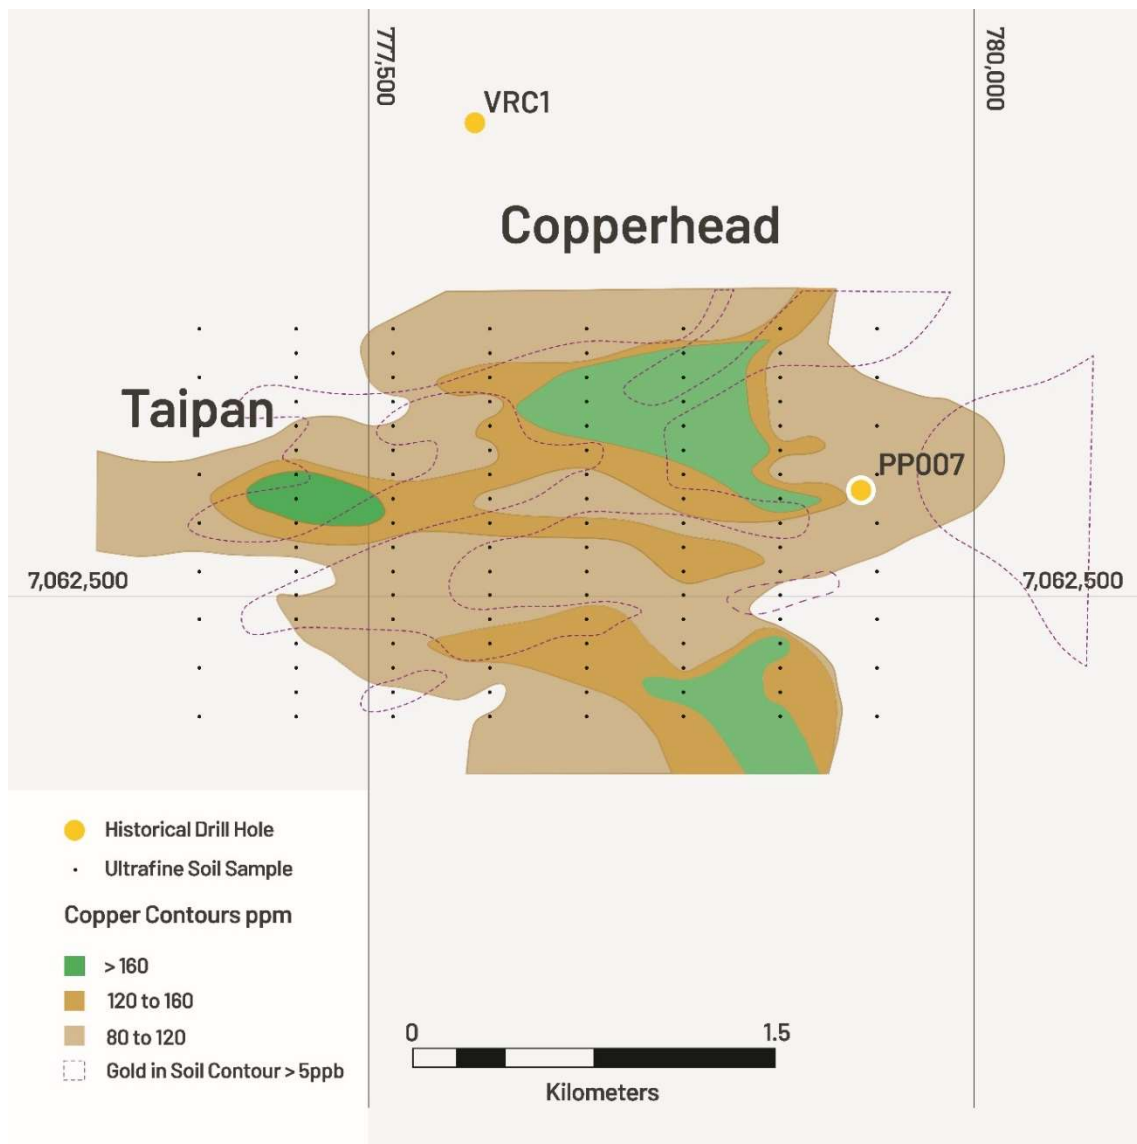 777,500
780,000
VRC1
Copperhead
Taipan
PP007
7,062,500
7,062,500
Historical Drill Hole
Ultrafine Soil Sample
Copper Contours ppm
> 160
120 to 160
80 to 120
Gold in Soil Contour > 5ppb
0
1.5
Kilometers